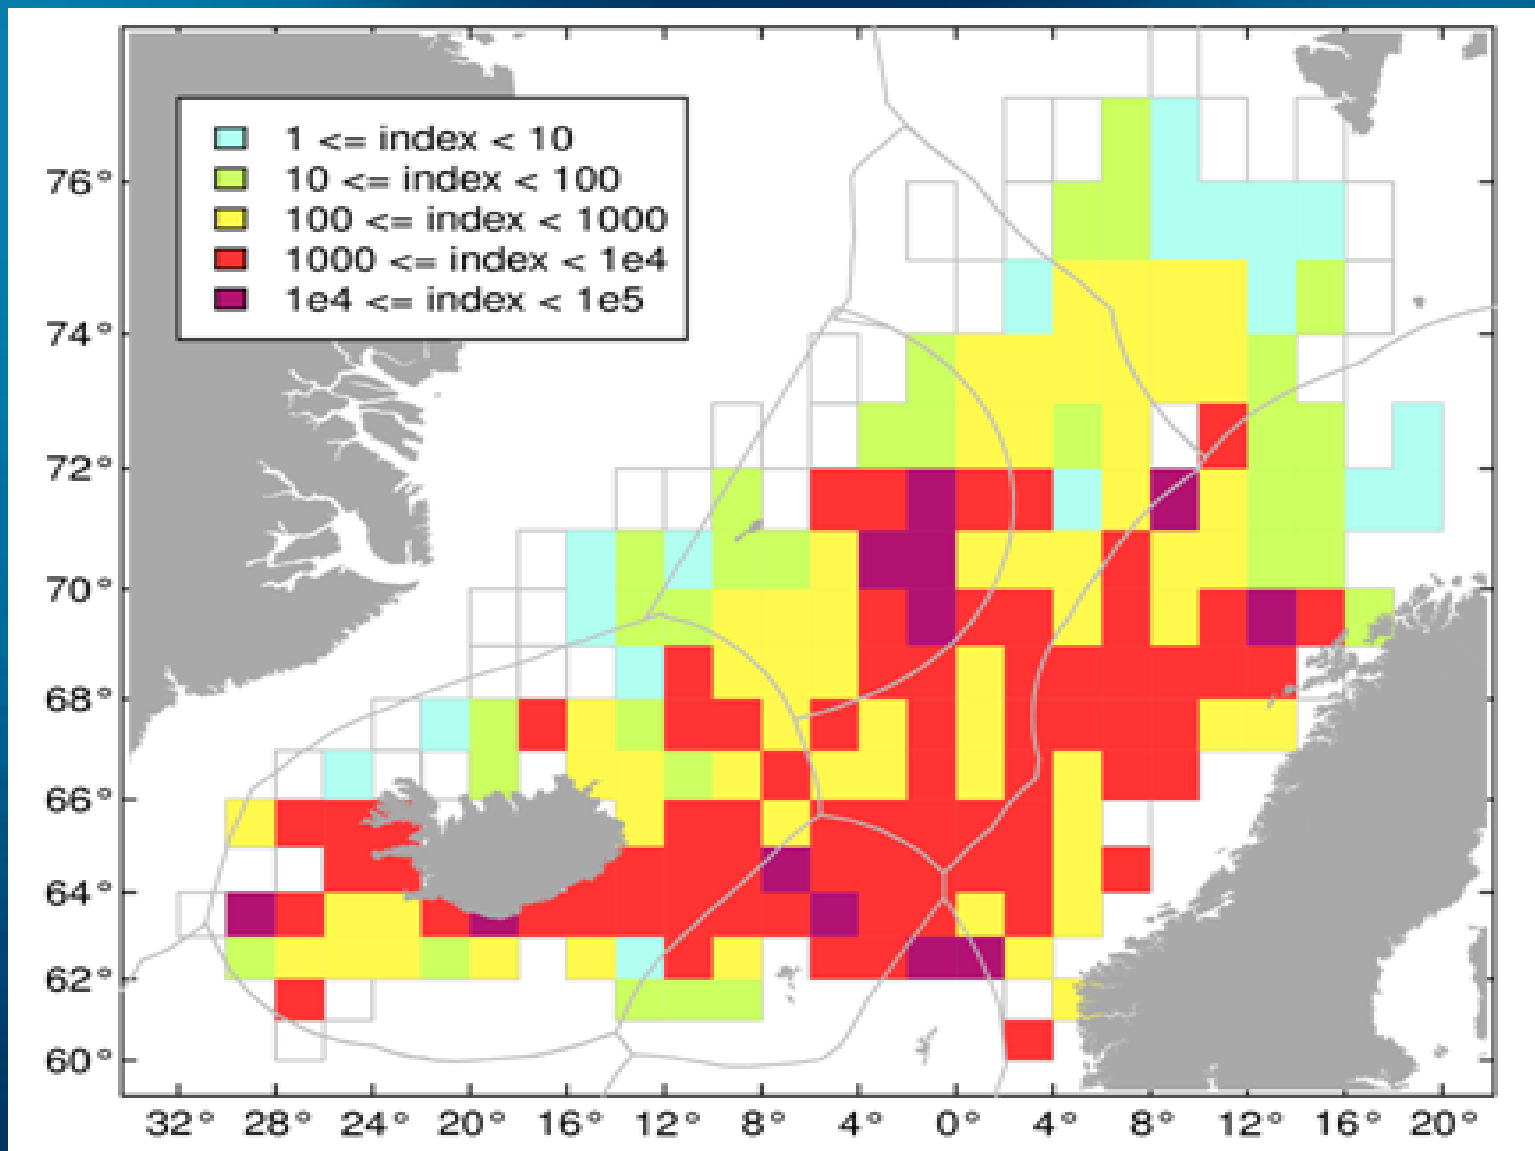 1 <= index < 10
10 <= index < 100
100 <= index < 1000
1000 <= index < 1e4
1e4 <= index < 1e5
76°
74°
72°
70°
68°
66°
64°
62°
60°
32° 28° 24° 20° 16° 12° 8° 4° 0° 4° 8° 12° 16° 20°